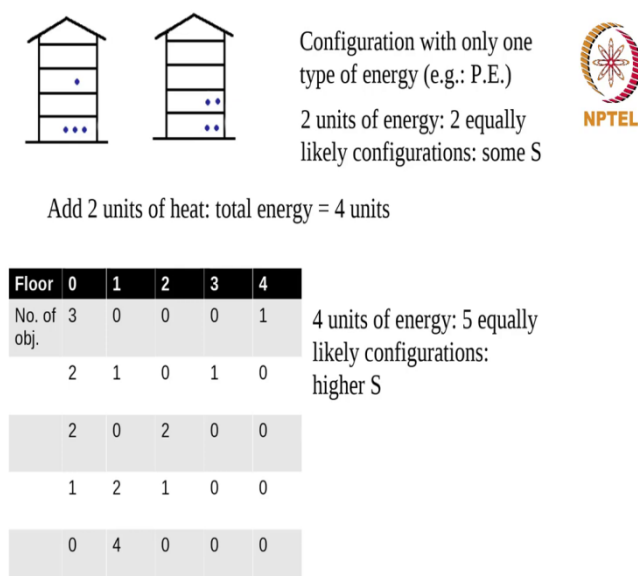 Configuration with only one
type of energy (e.g.: P.E.)
NPTEL
2 units of energy: 2 equally
likely configurations: some S
Add 2 units of heat: total energy = 4 units
Floor 0 1 2 3 4
No. of 3 0 0 0 1
obj.
2 1 0 1 0
2 0 2 0 0
1 2 1 0 0
0 4 0 0 0
4 units of energy: 5 equally
likely configurations:
higher S